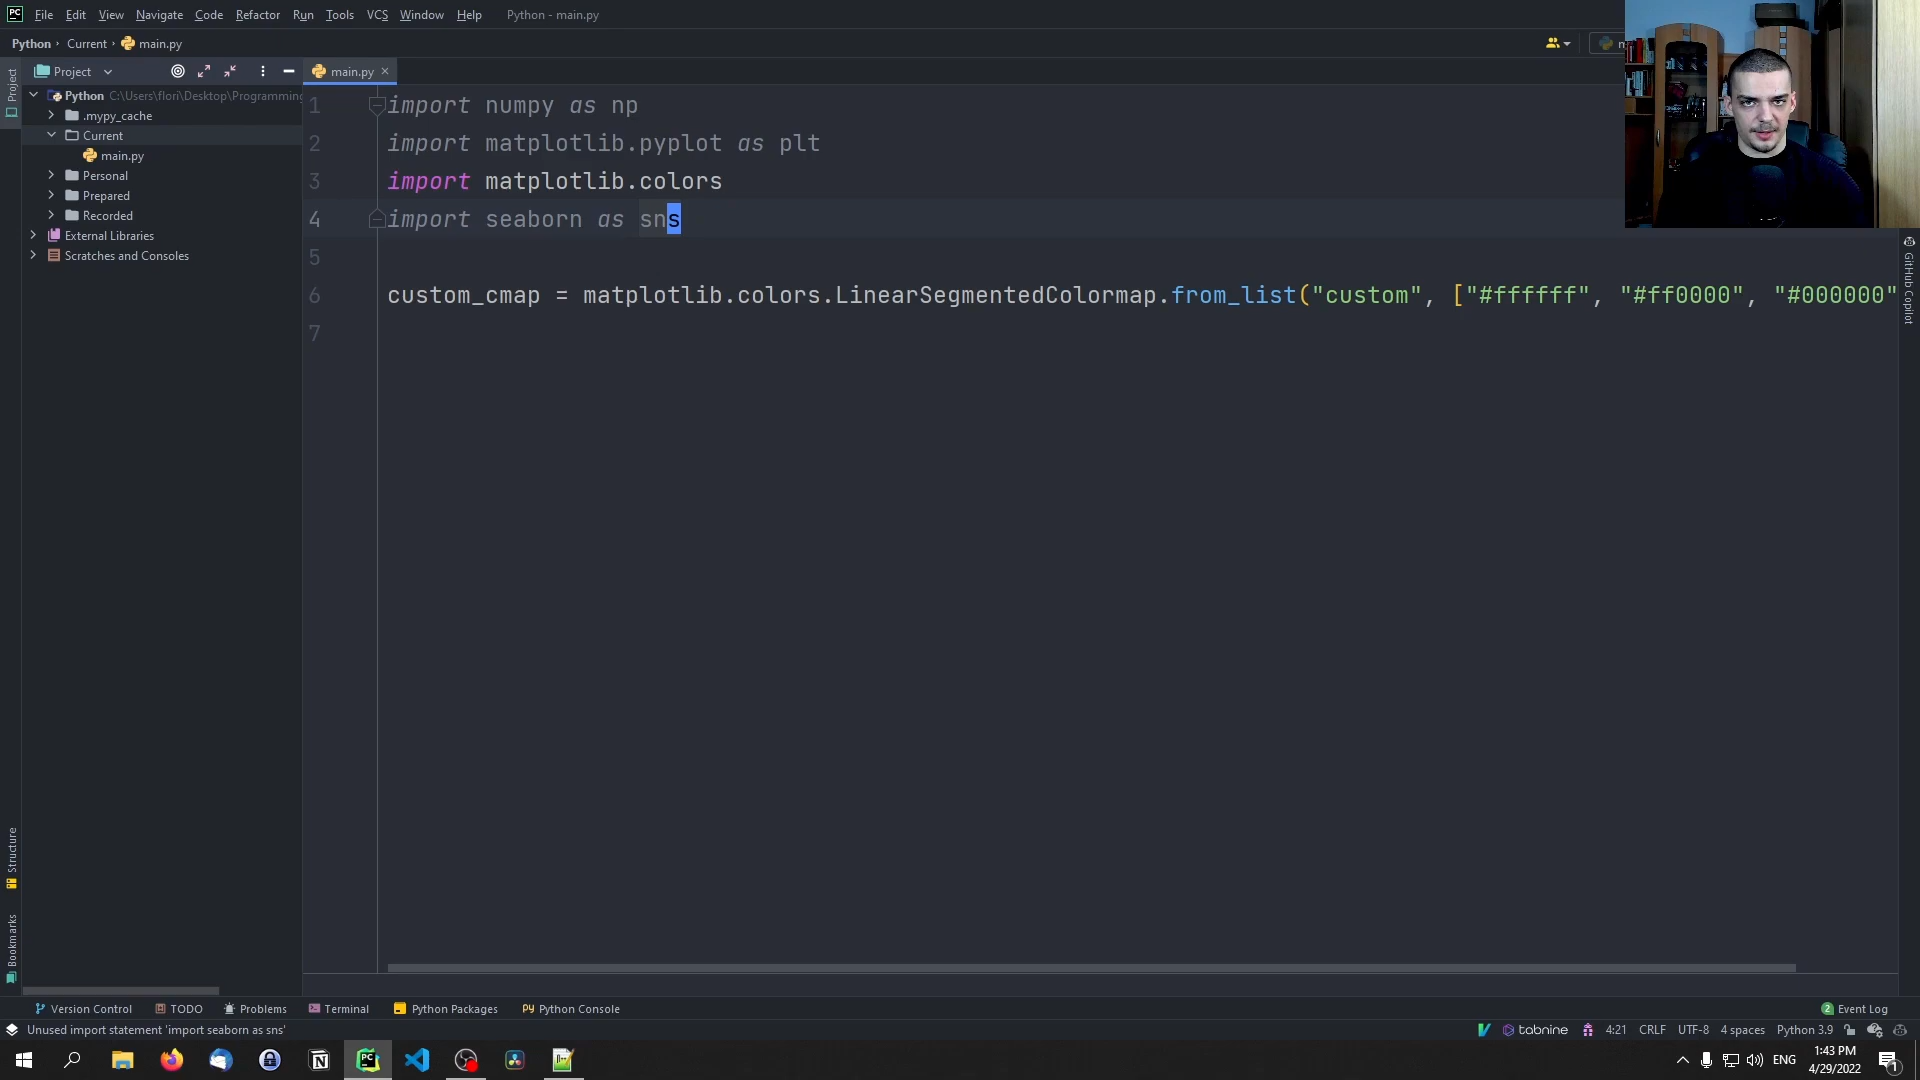 PC File Edit View Navigate Code Refactor Run Tools VCS Window Help Python - main.py
Python › Current › main.py
Project
Project
main.py
Python C:\Users\flori\Desktop\Programming
.mypy_cache
Current
main.py
Personal
Prepared
Recorded
External Libraries
Scratches and Consoles
1 import numpy as np
2 import matplotlib.pyplot as plt
3 import matplotlib.colors
4 import seaborn as sns
5
6 custom_cmap = matplotlib.colors.LinearSegmentedColormap.from_list("custom", ["#ffffff", "#ff0000", "#000000"
7
GitHub Copilot
Structure
Bookmarks
Version Control TODO Problems Terminal Python Packages Python Console 2 Event Log
Unused import statement 'import seaborn as sns' tabnine 4:21 CRLF UTF-8 4 spaces Python 3.9
ENG 1:43 PM
4/29/2022 1